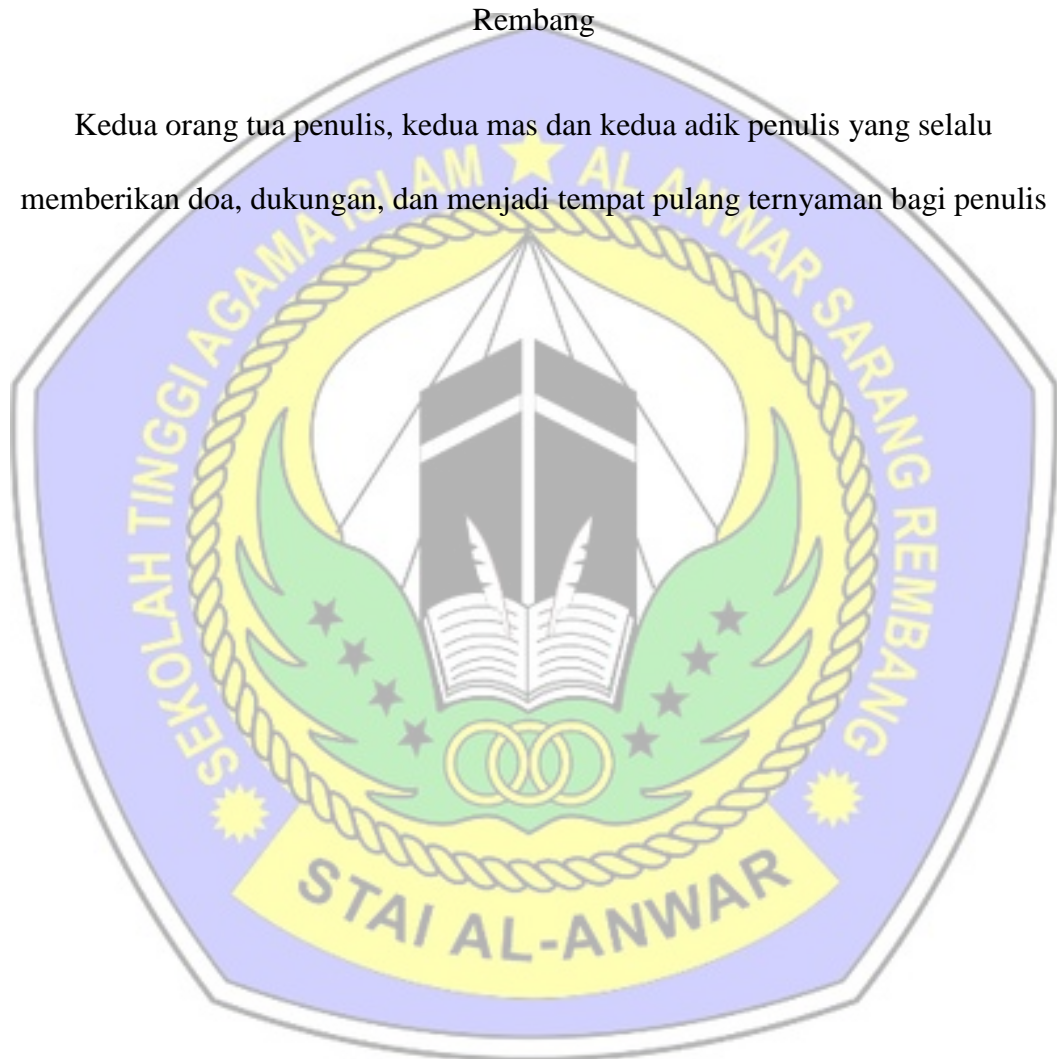 Rembang
Kedua orang tua penulis, kedua mas dan kedua adik penulis yang selalu
memberikan doa, dukungan, dan menjadi tempat pulang ternyaman bagi penulis
SEKOLAH TINGGI AGAMA ISLAM ★ AL ANWAR SARANG REMBANG
STAI AL-ANWAR